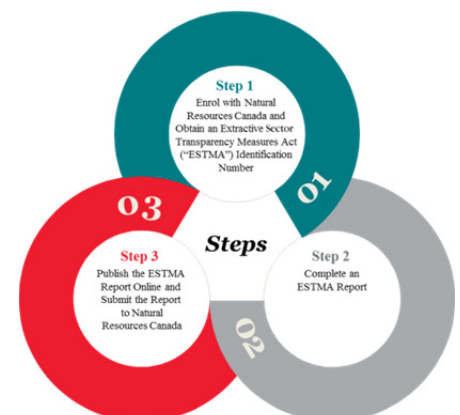 Step 1
Enrol with Natural
Resources Canada and
Obtain an Extractive Sector
Transparency Measures Act
(“ESTMA”) Identification
Number
01
03
Steps
Step 3
Publish the ESTMA
Report Online and
Submit the Report
to Natural
Resources Canada
Step 2
Complete an
ESTMA Report
02